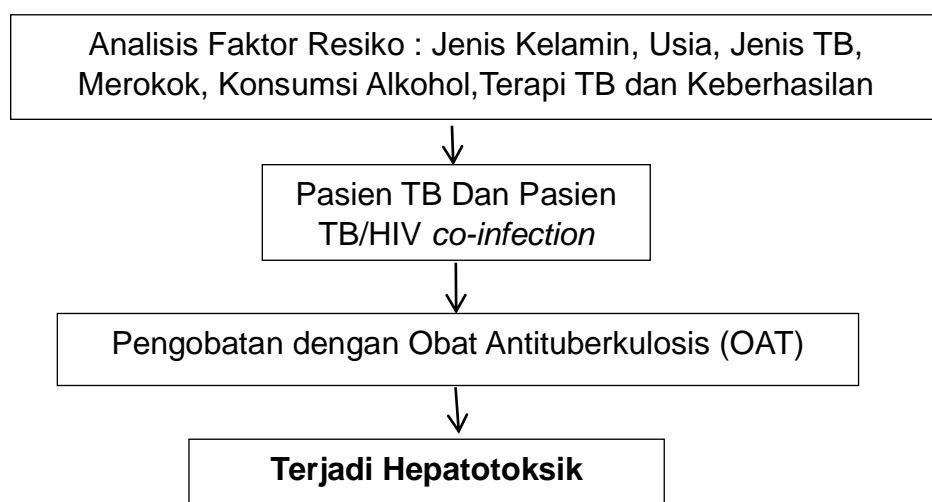 Analisis Faktor Resiko : Jenis Kelamin, Usia, Jenis TB,
Merokok, Konsumsi Alkohol,Terapi TB dan Keberhasilan
Pasien TB Dan Pasien
TB/HIV co-infection
Pengobatan dengan Obat Antituberkulosis (OAT)
Terjadi Hepatotoksik